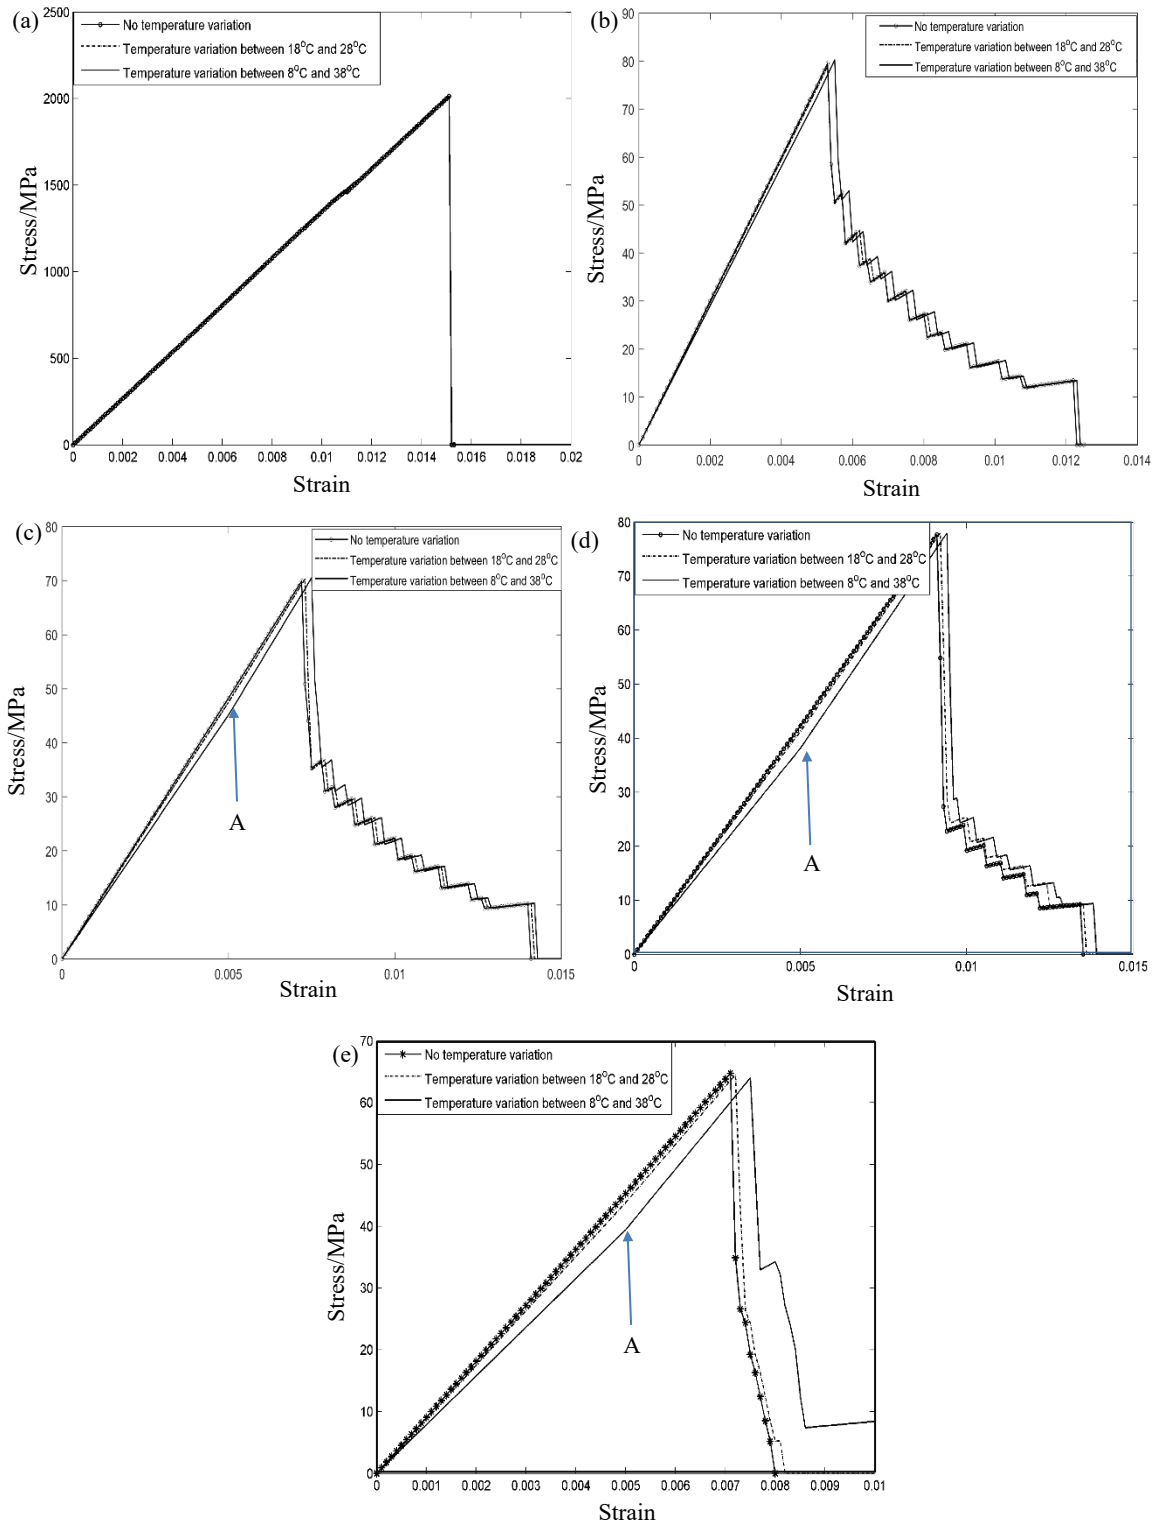 (a)
No temperature variation
Temperature variation between 18°C and 28°C
Temperature variation between 8°C and 38°C
2500
2000
1500
1000
500
0
0 0.002 0.004 0.006 0.008 0.01 0.012 0.014 0.016 0.018 0.02
Stress/MPa
Strain
(b)
No temperature variation
Temperature variation between 18°C and 28°C
Temperature variation between 8°C and 38°C
90
80
70
60
50
40
30
20
10
0
0 0.002 0.004 0.006 0.008 0.01 0.012 0.014
Stress/MPa
Strain
(c)
No temperature variation
Temperature variation between 18°C and 28°C
Temperature variation between 8°C and 38°C
80
70
60
50
40
30
20
10
0
A
0 0.005 0.01 0.015
Stress/MPa
Strain
(d)
No temperature variation
Temperature variation between 18°C and 28°C
Temperature variation between 8°C and 38°C
80
70
60
50
40
30
20
10
0
A
0 0.005 0.01 0.015
Stress/MPa
Strain
(e)
No temperature variation
Temperature variation between 18°C and 28°C
Temperature variation between 8°C and 38°C
70
60
50
40
30
20
10
0
A
0 0.001 0.002 0.003 0.004 0.005 0.006 0.007 0.008 0.009 0.01
Stress/MPa
Strain